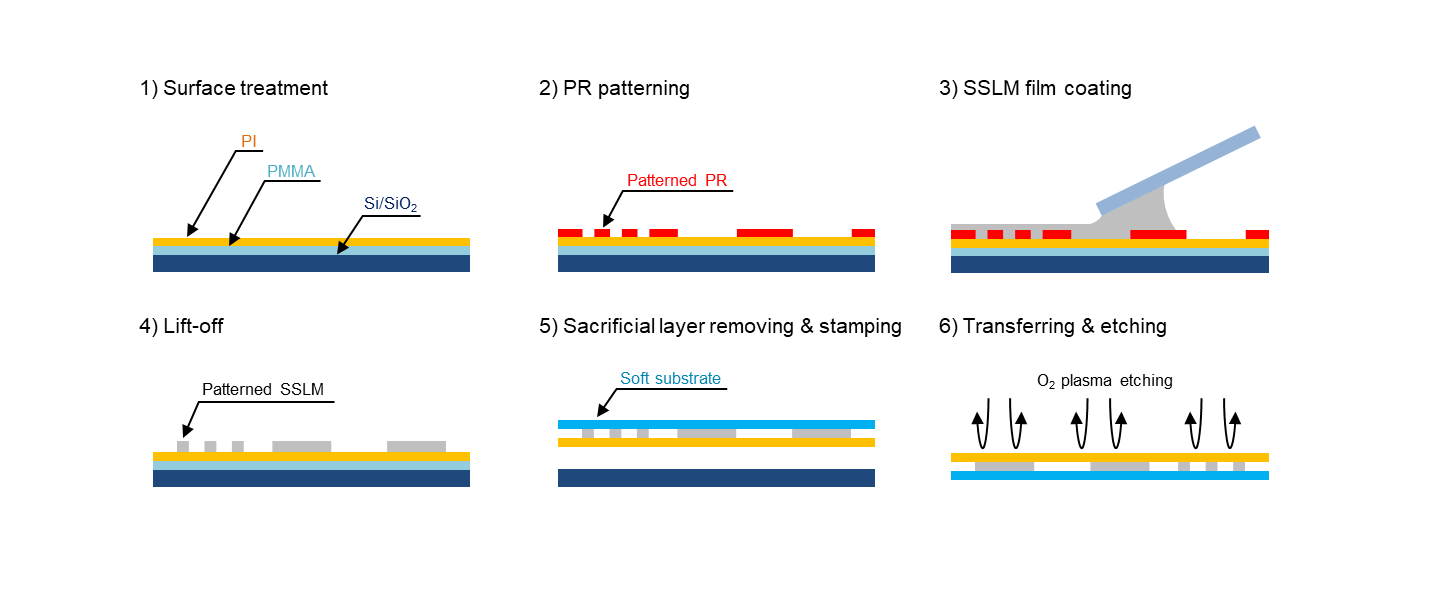 1) Surface treatment
PI
PMMA
Si/SiO₂
2) PR patterning
Patterned PR
3) SSLM film coating
4) Lift-off
Patterned SSLM
5) Sacrificial layer removing & stamping
Soft substrate
6) Transferring & etching
O₂ plasma etching